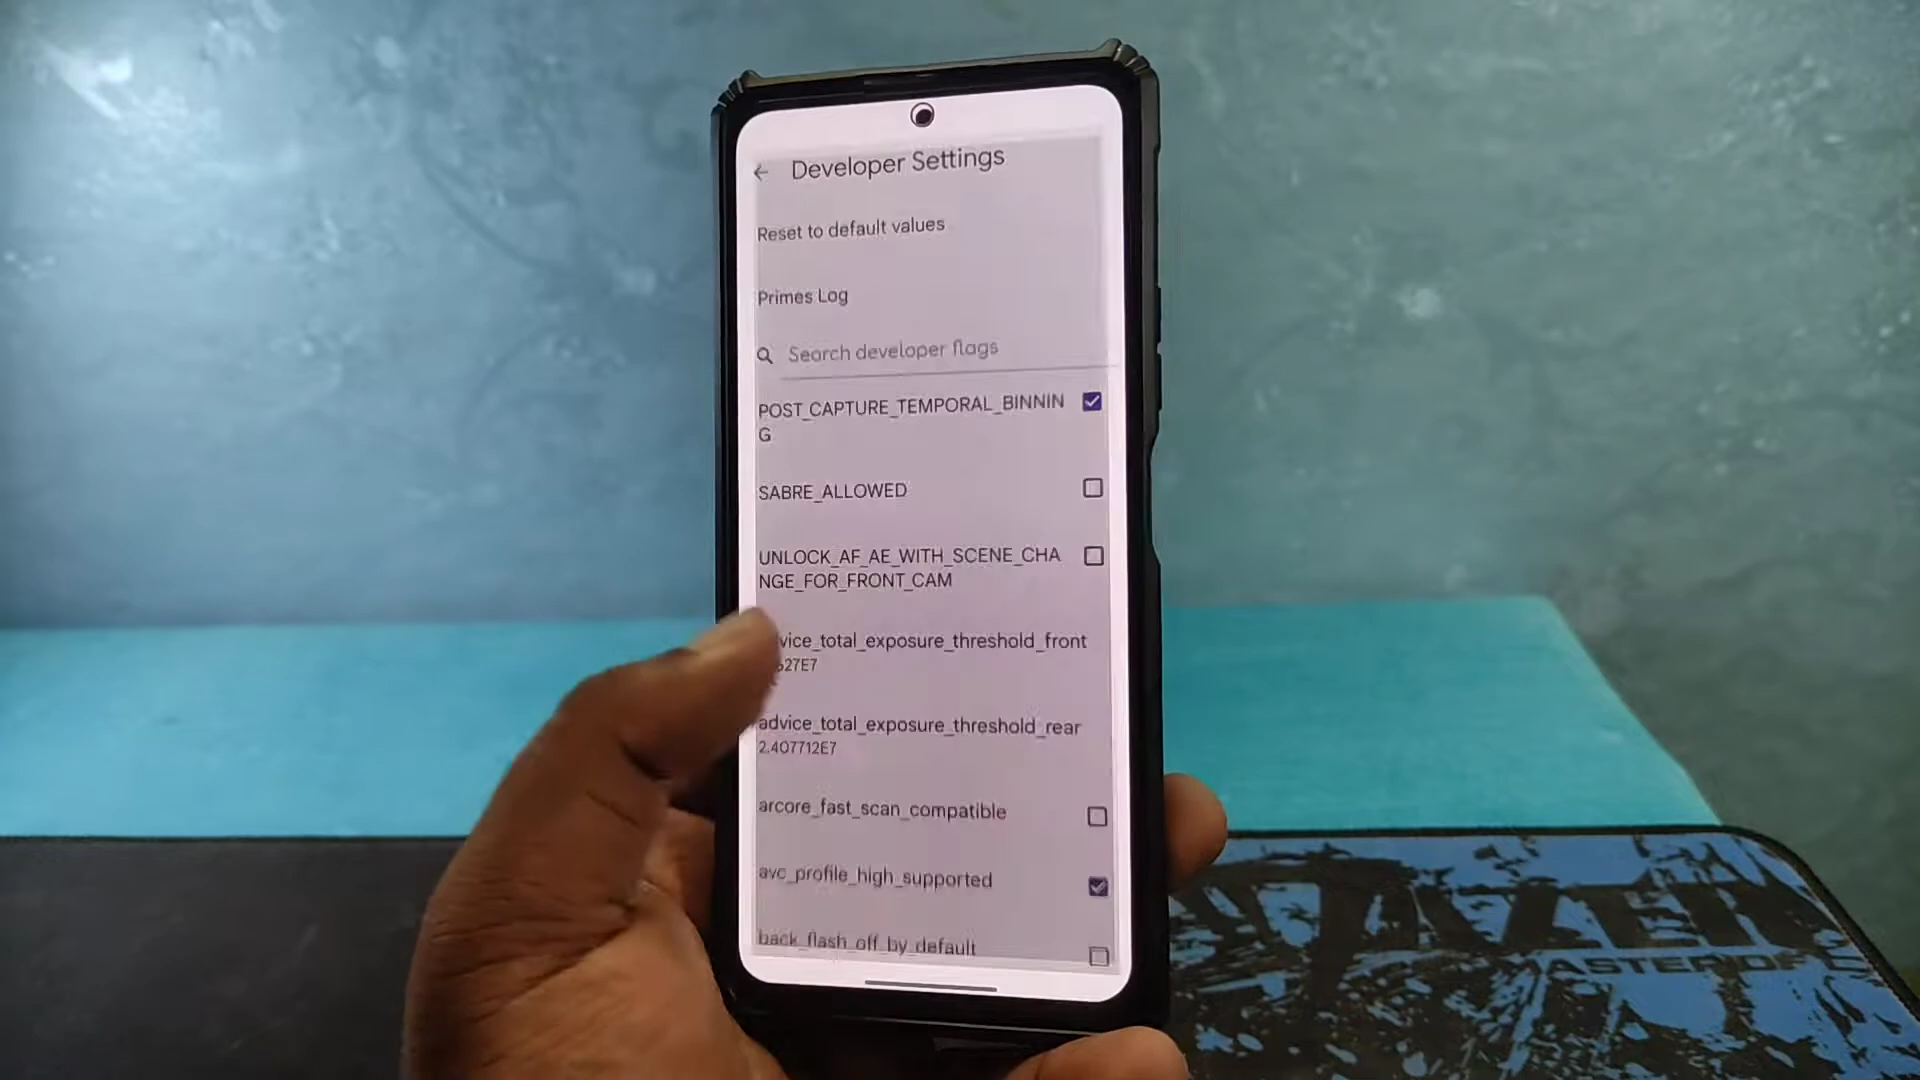 Developer Settings
Reset to default values
Primes Log
Search developer flags
POST_CAPTURE_TEMPORAL_BINNIN
G
SABRE_ALLOWED
UNLOCK_AF_AE_WITH_SCENE_CHA
NGE_FOR_FRONT_CAM
vice_total_exposure_threshold_front
527E7
advice_total_exposure_threshold_rear
2.407712E7
arcore_fast_scan_compatible
avc_profile_high_supported
back_flash_off_by_default